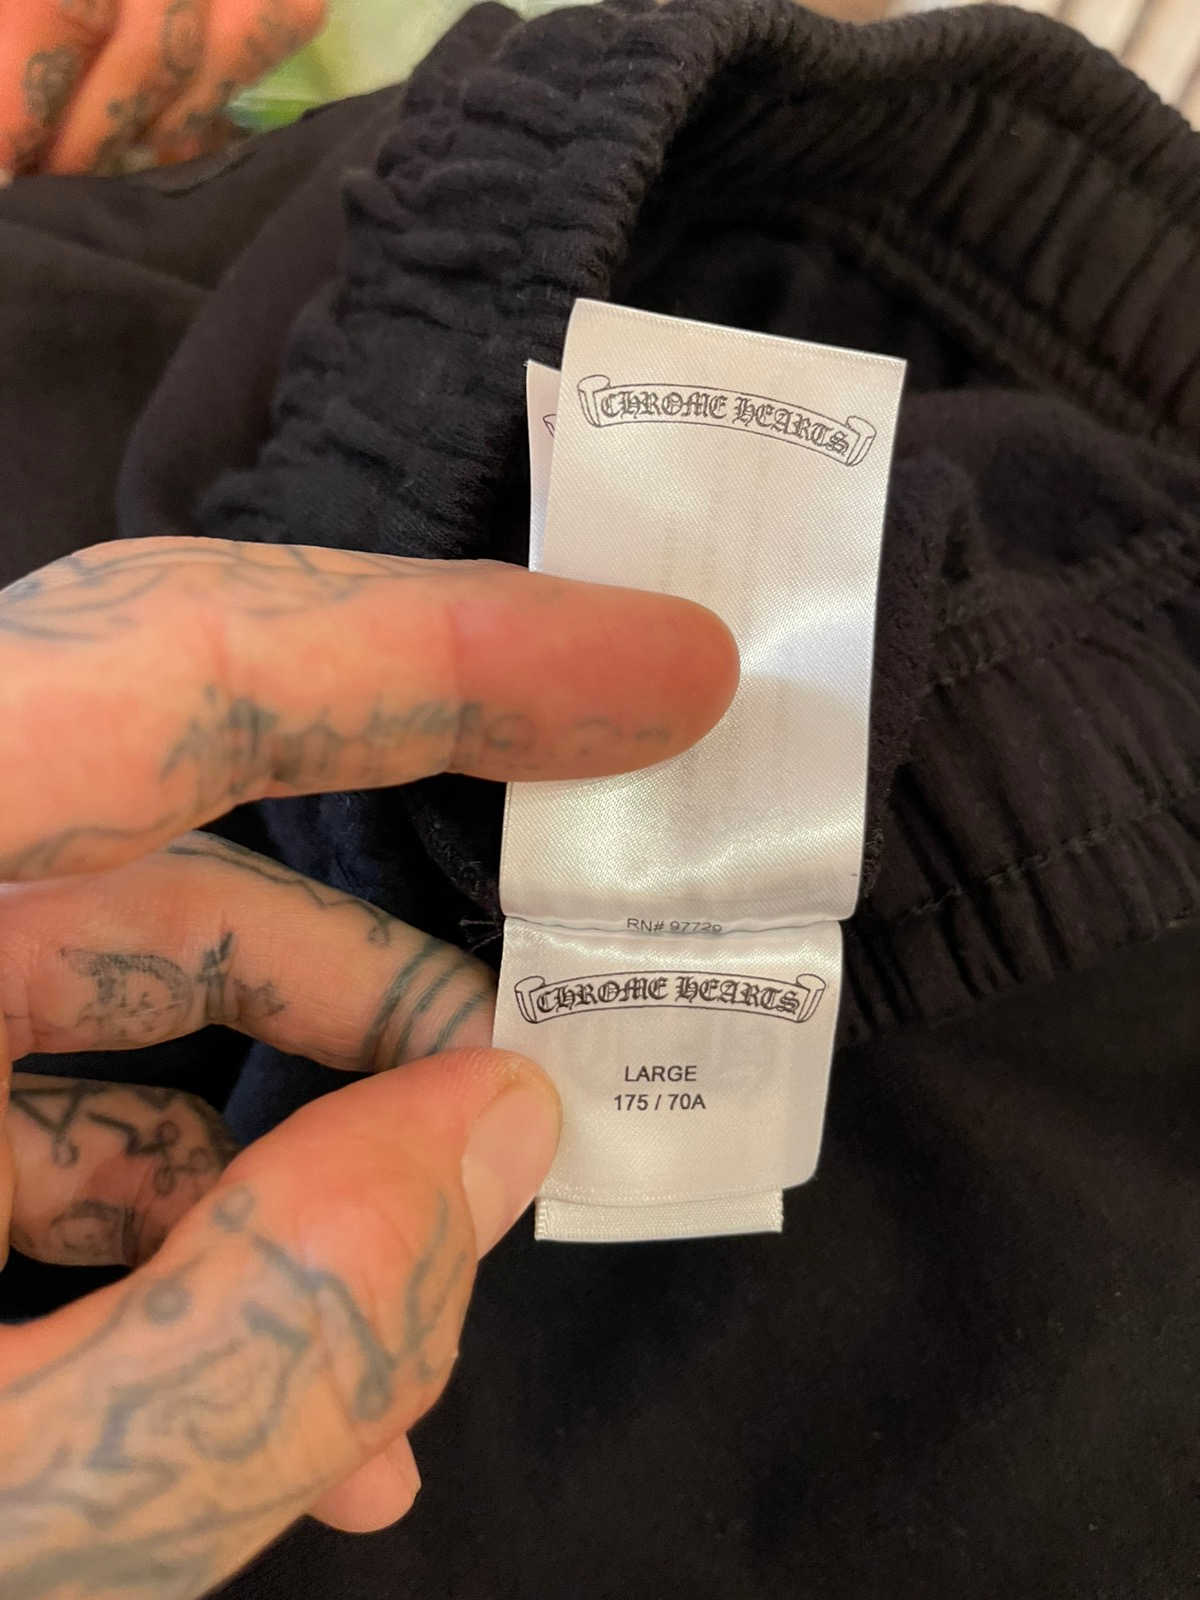 CHROME HEARTS
RN# 97729
CHROME HEARTS
LARGE
175 / 70A